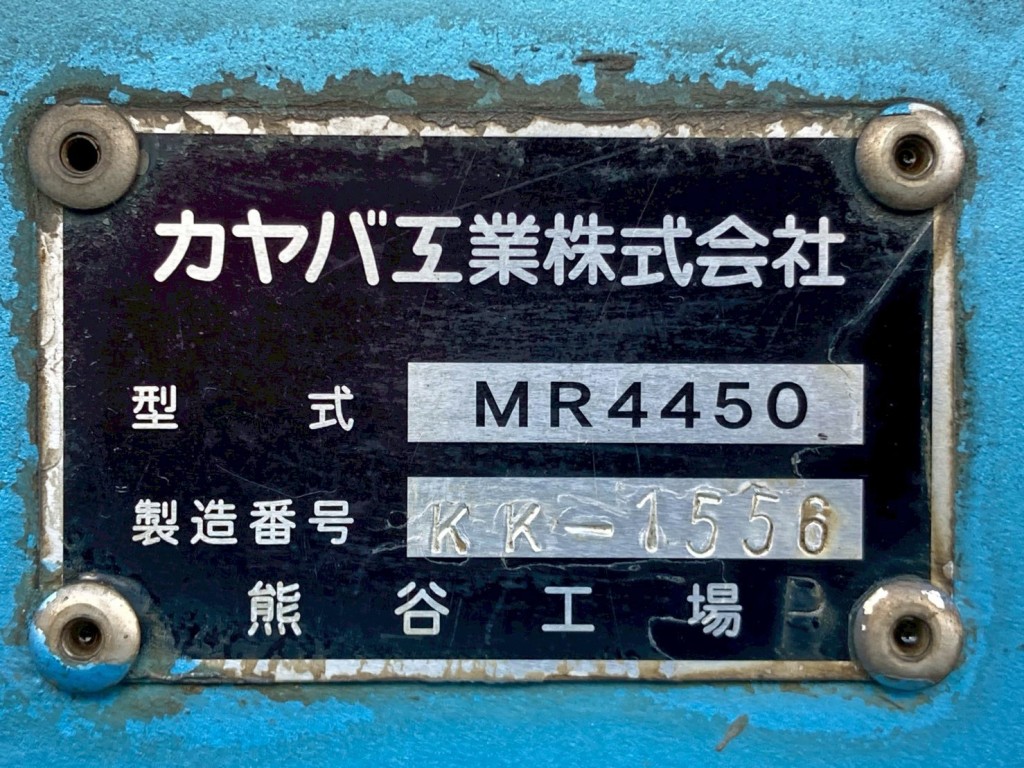 カヤバ工業株式会社
型式 MR4450
製造番号 KK-1556
熊谷工場 R